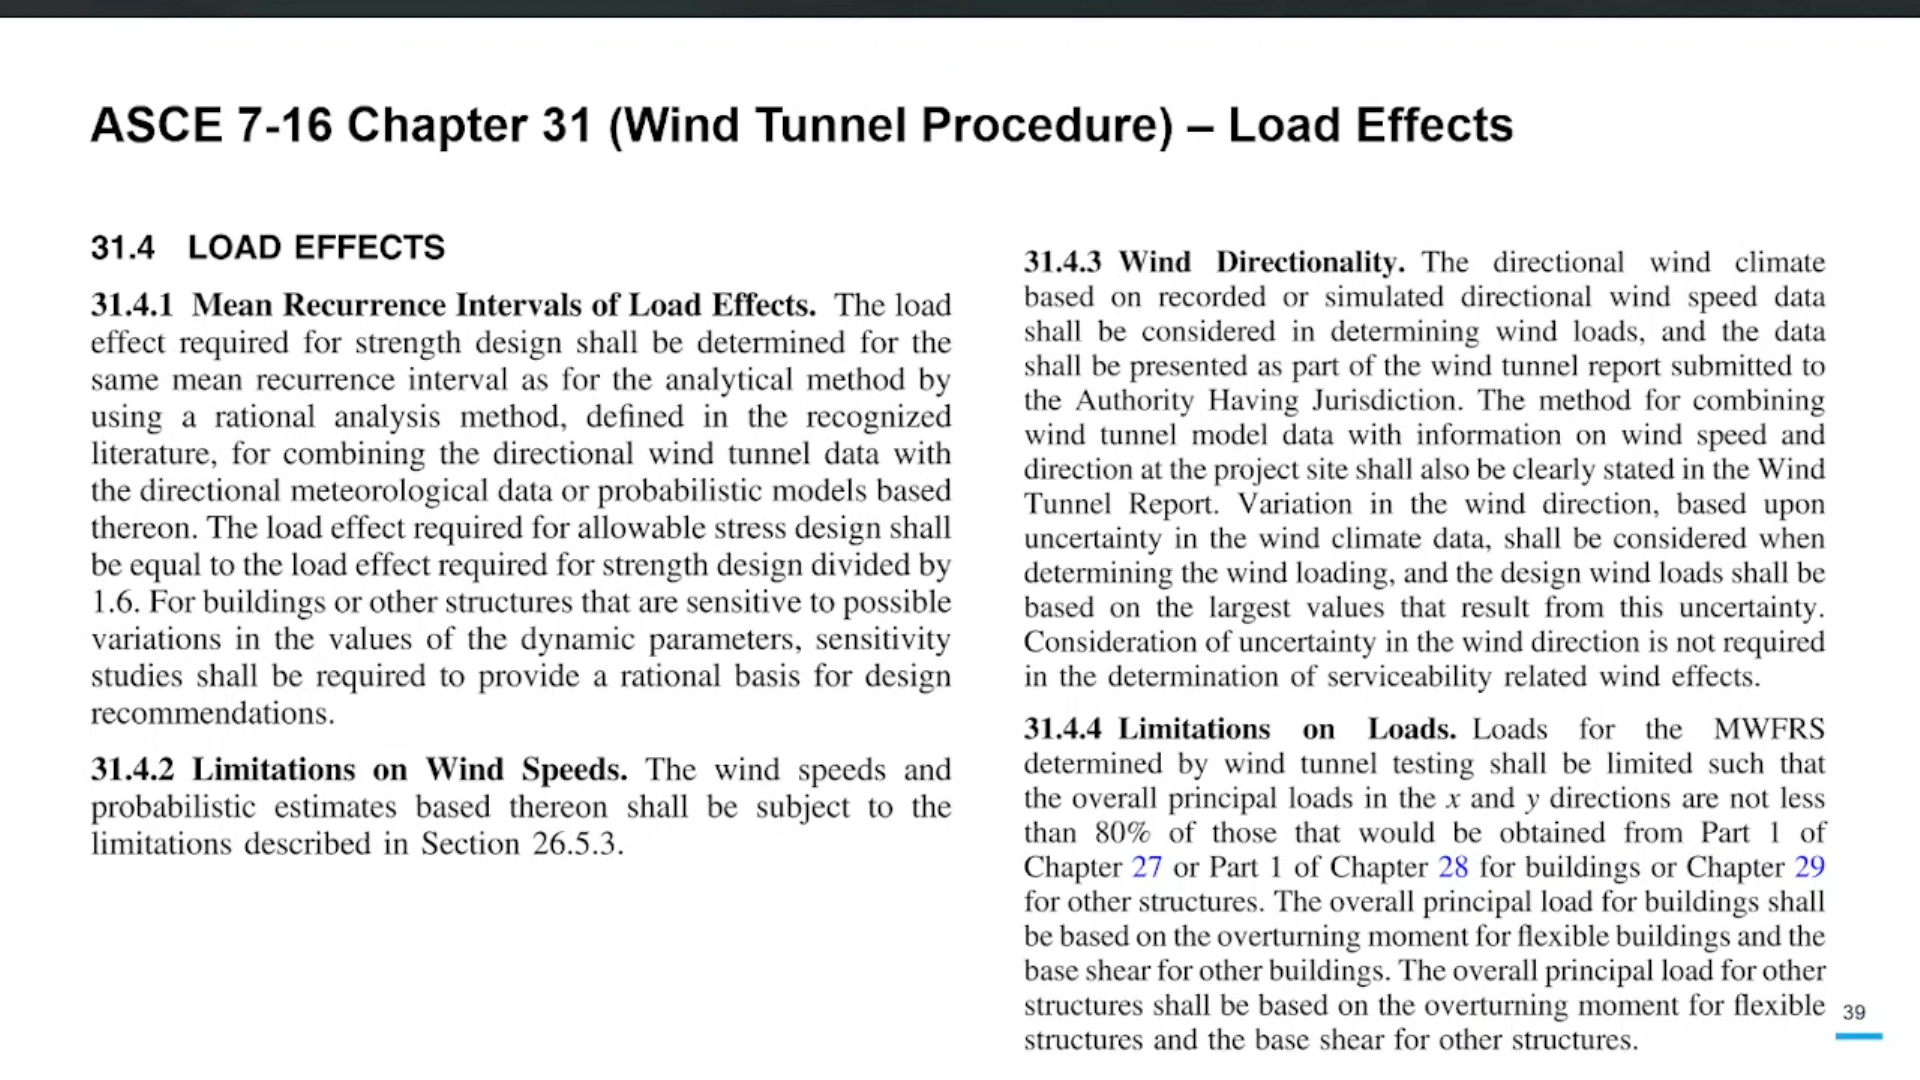 ASCE 7-16 Chapter 31 (Wind Tunnel Procedure) – Load Effects
31.4 LOAD EFFECTS
31.4.1 Mean Recurrence Intervals of Load Effects. The load
effect required for strength design shall be determined for the
same mean recurrence interval as for the analytical method by
using a rational analysis method, defined in the recognized
literature, for combining the directional wind tunnel data with
the directional meteorological data or probabilistic models based
thereon. The load effect required for allowable stress design shall
be equal to the load effect required for strength design divided by
1.6. For buildings or other structures that are sensitive to possible
variations in the values of the dynamic parameters, sensitivity
studies shall be required to provide a rational basis for design
recommendations.
31.4.2 Limitations on Wind Speeds. The wind speeds and
probabilistic estimates based thereon shall be subject to the
limitations described in Section 26.5.3.
31.4.3 Wind Directionality. The directional wind climate
based on recorded or simulated directional wind speed data
shall be considered in determining wind loads, and the data
shall be presented as part of the wind tunnel report submitted to
the Authority Having Jurisdiction. The method for combining
wind tunnel model data with information on wind speed and
direction at the project site shall also be clearly stated in the Wind
Tunnel Report. Variation in the wind direction, based upon
uncertainty in the wind climate data, shall be considered when
determining the wind loading, and the design wind loads shall be
based on the largest values that result from this uncertainty.
Consideration of uncertainty in the wind direction is not required
in the determination of serviceability related wind effects.
31.4.4 Limitations on Loads. Loads for the MWFRS
determined by wind tunnel testing shall be limited such that
the overall principal loads in the x and y directions are not less
than 80% of those that would be obtained from Part 1 of
Chapter 27 or Part 1 of Chapter 28 for buildings or Chapter 29
for other structures. The overall principal load for buildings shall
be based on the overturning moment for flexible buildings and the
base shear for other buildings. The overall principal load for other
structures shall be based on the overturning moment for flexible
structures and the base shear for other structures.
39